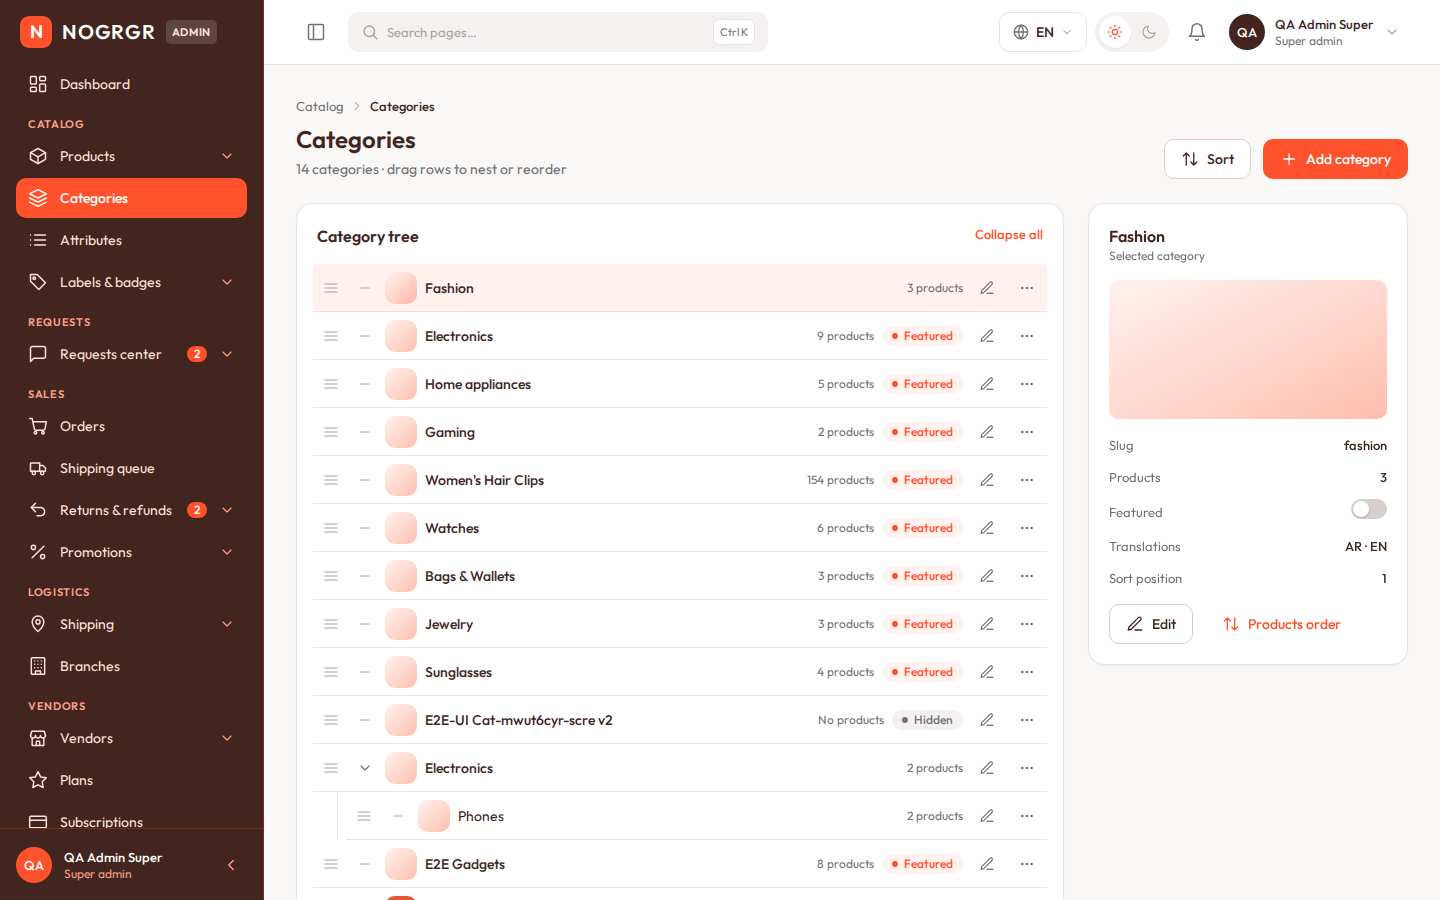 N NOGRGR ADMIN
Search pages...
Ctrl K
EN
QA
QA Admin Super
Super admin
Dashboard
CATALOG
Products
Categories
Attributes
Labels & badges
REQUESTS
Requests center 2
SALES
Orders
Shipping queue
Returns & refunds 2
Promotions
LOGISTICS
Shipping
Branches
VENDORS
Vendors
Plans
Subscriptions
QA
QA Admin Super
Super admin
Catalog > Categories
Categories
14 categories · drag rows to nest or reorder
Sort
Add category
Category tree
Collapse all
Fashion 3 products
Electronics 9 products Featured
Home appliances 5 products Featured
Gaming 2 products Featured
Women's Hair Clips 154 products Featured
Watches 6 products Featured
Bags & Wallets 3 products Featured
Jewelry 3 products Featured
Sunglasses 4 products Featured
E2E-UI Cat-mwut6cyr-scre v2 No products Hidden
Electronics 2 products
Phones 2 products
E2E Gadgets 8 products Featured
Fashion
Selected category
Slug fashion
Products 3
Featured
Translations AR · EN
Sort position 1
Edit
Products order